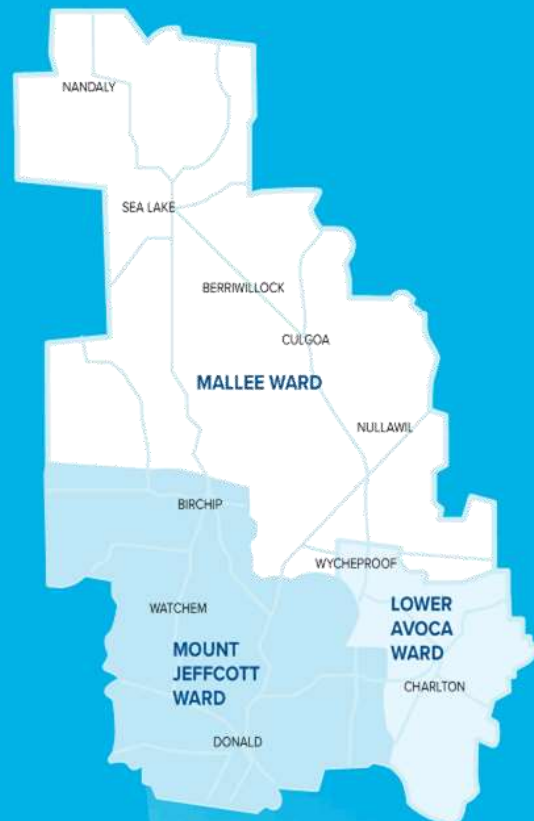 NANDALY
SEA LAKE
BERRIWILLOCK
CULGOA
MALLEE WARD
NULLAWIL
BIRCHIP
WYCHEPROOF
WATCHEM
LOWER
AVOCA
WARD
MOUNT
JEFFCOTT
WARD
CHARLTON
DONALD